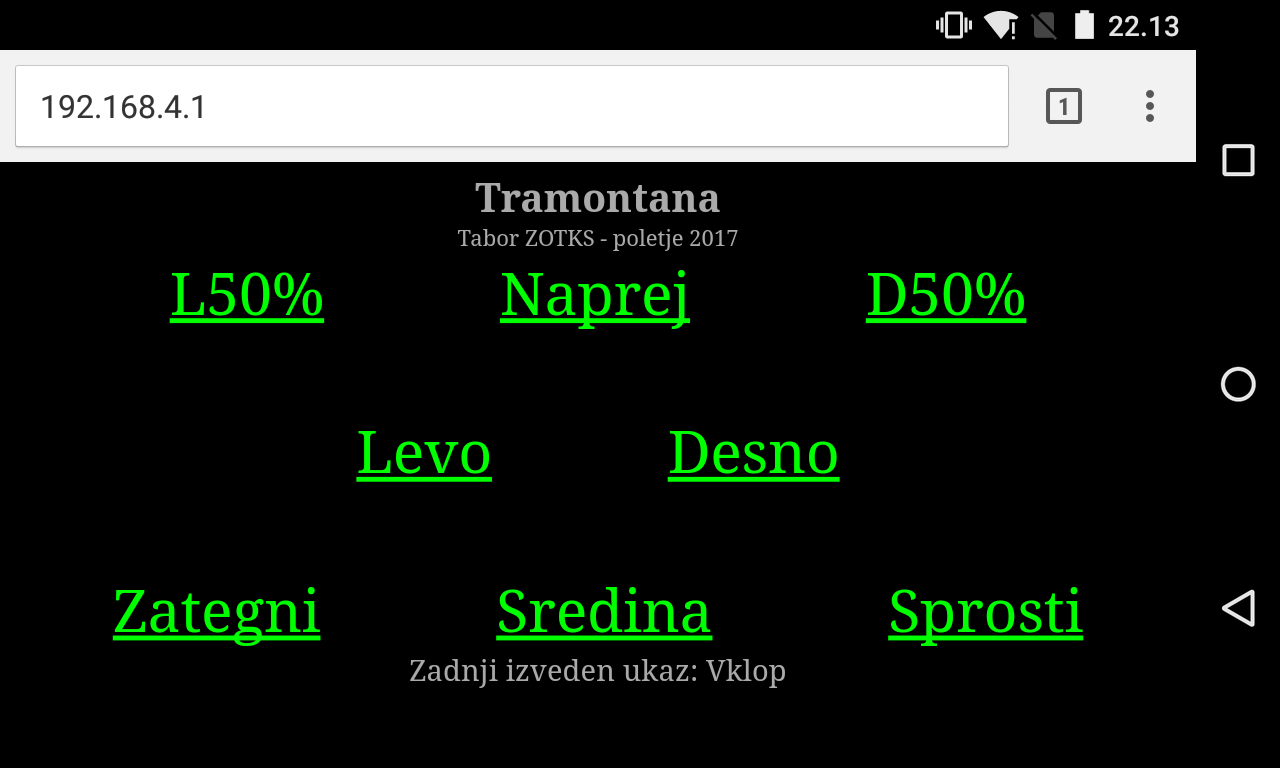 22.13
192.168.4.1
1
Tramontana
Tabor ZOTKS - poletje 2017
L50% Naprej D50%
Levo Desno
Zategni Sredina Sprosti
Zadnji izveden ukaz: Vklop